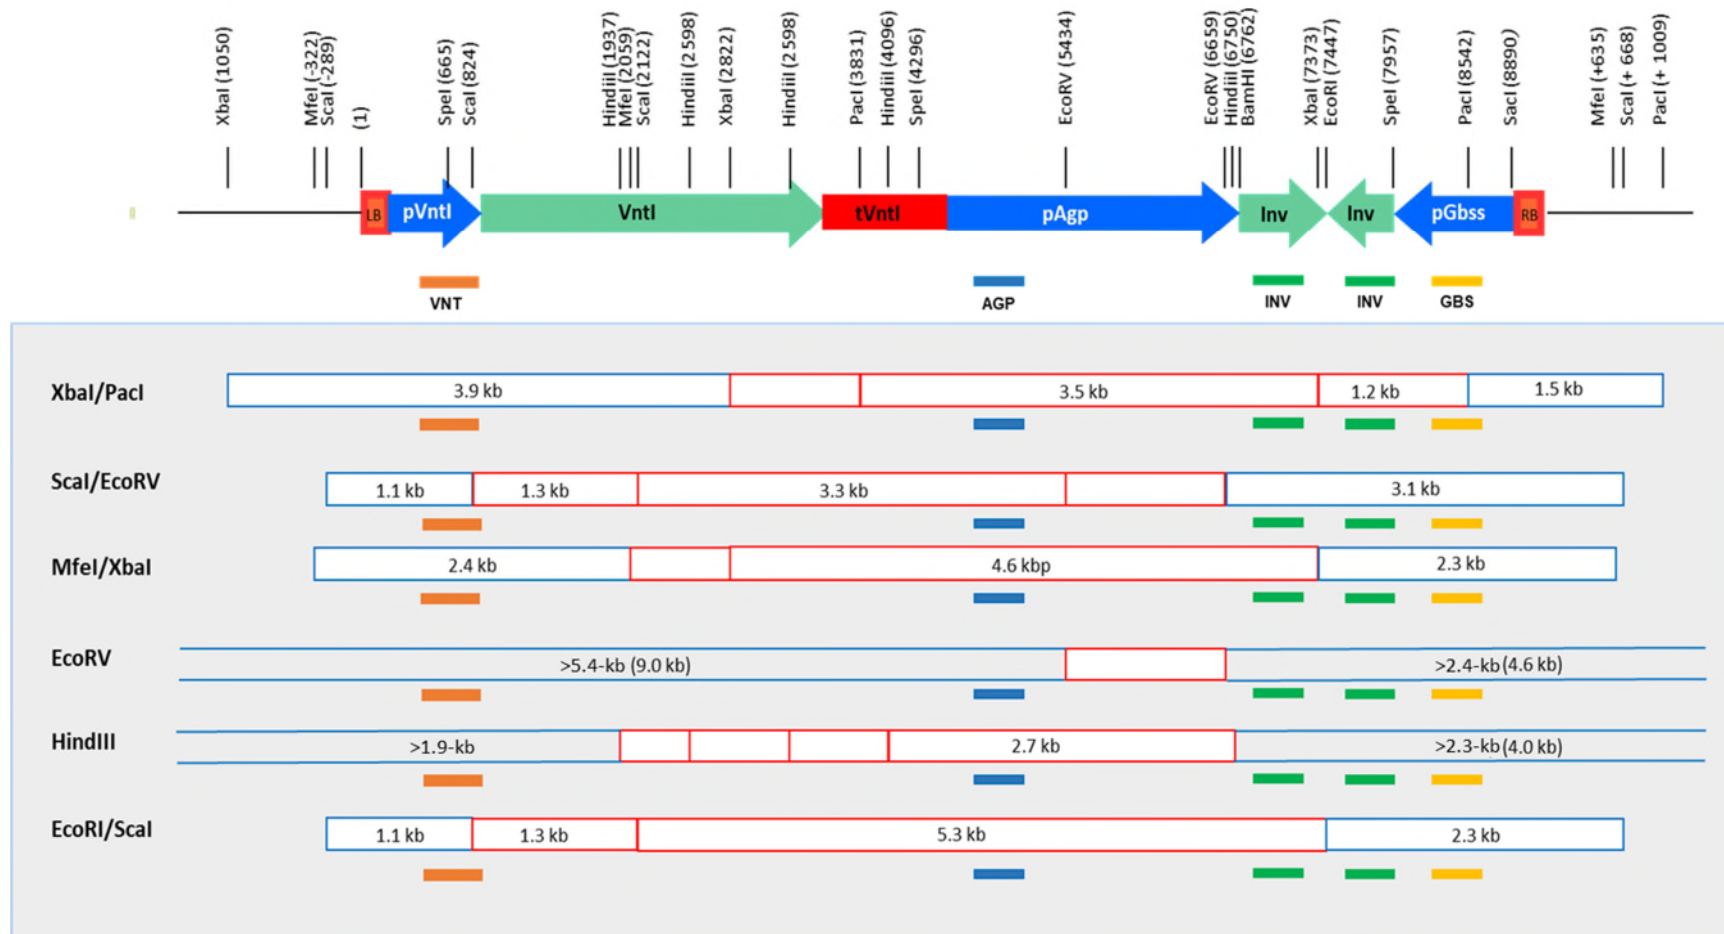 XbaI (1050)
MfeI (-322)
ScaI (-289)
(1)
SpeI (665)
ScaI (824)
HindIII (1937)
MfeI (2059)
ScaI (2122)
HindIII (2598)
XbaI (2822)
HindIII (2598)
PacI (3831)
HindIII (4096)
SpeI (4296)
EcoRV (5434)
EcoRV (6659)
HindIII (6750)
BamHI (6762)
XbaI (7373)
EcoRI (7447)
SpeI (7957)
PacI (8542)
SacI (8890)
MfeI (+635)
ScaI (+ 668)
PacI (+ 1009)
LB pVntI VntI tVntI pAgp Inv Inv pGbss RB
VNT AGP INV INV GBS
XbaI/PacI 3.9 kb 3.5 kb 1.2 kb 1.5 kb
ScaI/EcoRV 1.1 kb 1.3 kb 3.3 kb 3.1 kb
MfeI/XbaI 2.4 kb 4.6 kbp 2.3 kb
EcoRV >5.4-kb (9.0 kb) >2.4-kb (4.6 kb)
HindIII >1.9-kb 2.7 kb >2.3-kb (4.0 kb)
EcoRI/ScaI 1.1 kb 1.3 kb 5.3 kb 2.3 kb